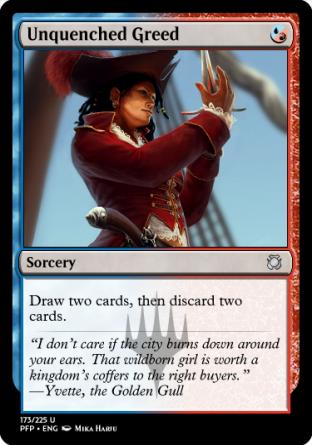 Unquenched Greed
Sorcery
Draw two cards, then discard two
cards.
“I don’t care if the city burns down around
your ears. That wildborn girl is worth a
kingdom’s coffers to the right buyers.”
—Yvette, the Golden Gull
173/225 U
PFP • ENG Mika Harju